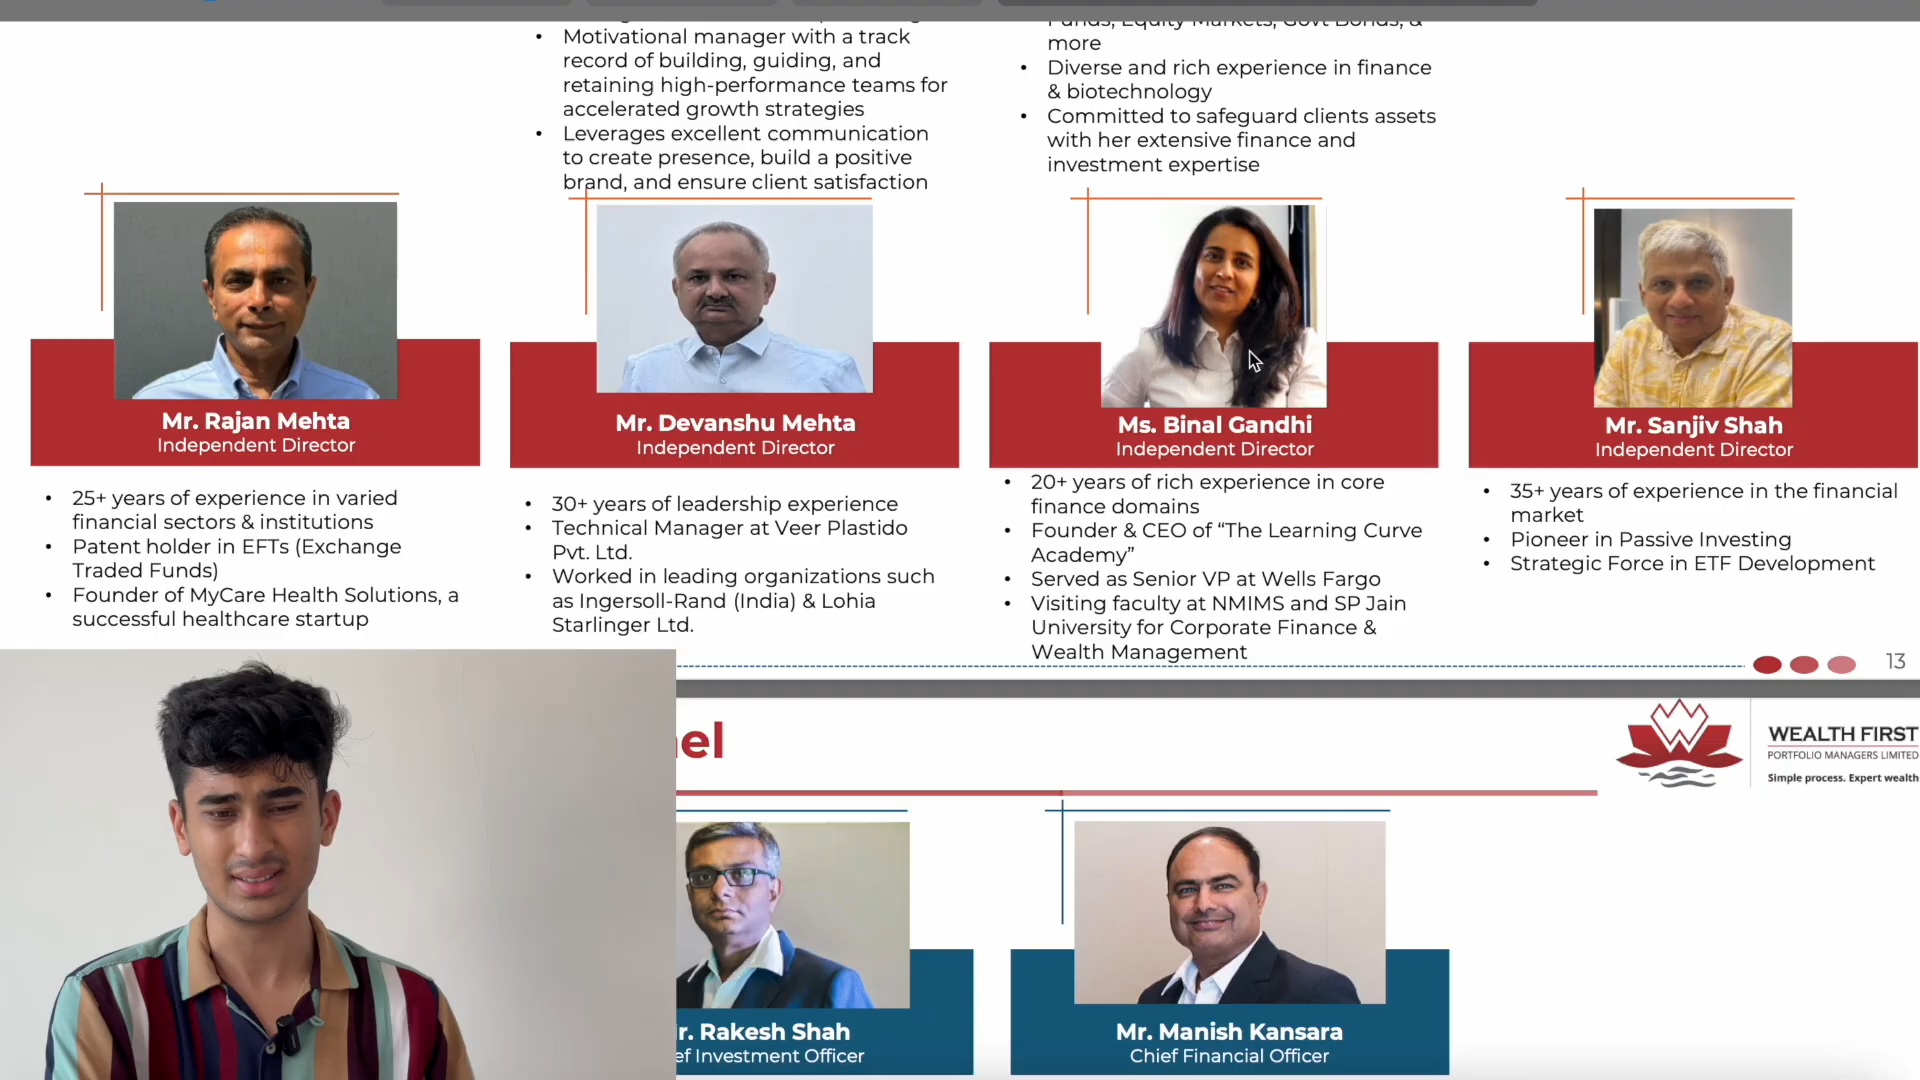 Funds, Equity Markets, Govt Bonds, &
more
Motivational manager with a track
record of building, guiding, and
retaining high-performance teams for
accelerated growth strategies
Leverages excellent communication
to create presence, build a positive
brand, and ensure client satisfaction
Diverse and rich experience in finance
& biotechnology
Committed to safeguard clients assets
with her extensive finance and
investment expertise
Mr. Rajan Mehta
Independent Director
25+ years of experience in varied
financial sectors & institutions
Patent holder in EFTs (Exchange
Traded Funds)
Founder of MyCare Health Solutions, a
successful healthcare startup
Mr. Devanshu Mehta
Independent Director
30+ years of leadership experience
Technical Manager at Veer Plastido
Pvt. Ltd.
Worked in leading organizations such
as Ingersoll-Rand (India) & Lohia
Starlinger Ltd.
Ms. Binal Gandhi
Independent Director
20+ years of rich experience in core
finance domains
Founder & CEO of “The Learning Curve
Academy”
Served as Senior VP at Wells Fargo
Visiting faculty at NMIMS and SP Jain
University for Corporate Finance &
Wealth Management
Mr. Sanjiv Shah
Independent Director
35+ years of experience in the financial
market
Pioneer in Passive Investing
Strategic Force in ETF Development
13
nel
WEALTH FIRST
PORTFOLIO MANAGERS LIMITED
Simple process. Expert wealth
r. Rakesh Shah
ef Investment Officer
Mr. Manish Kansara
Chief Financial Officer